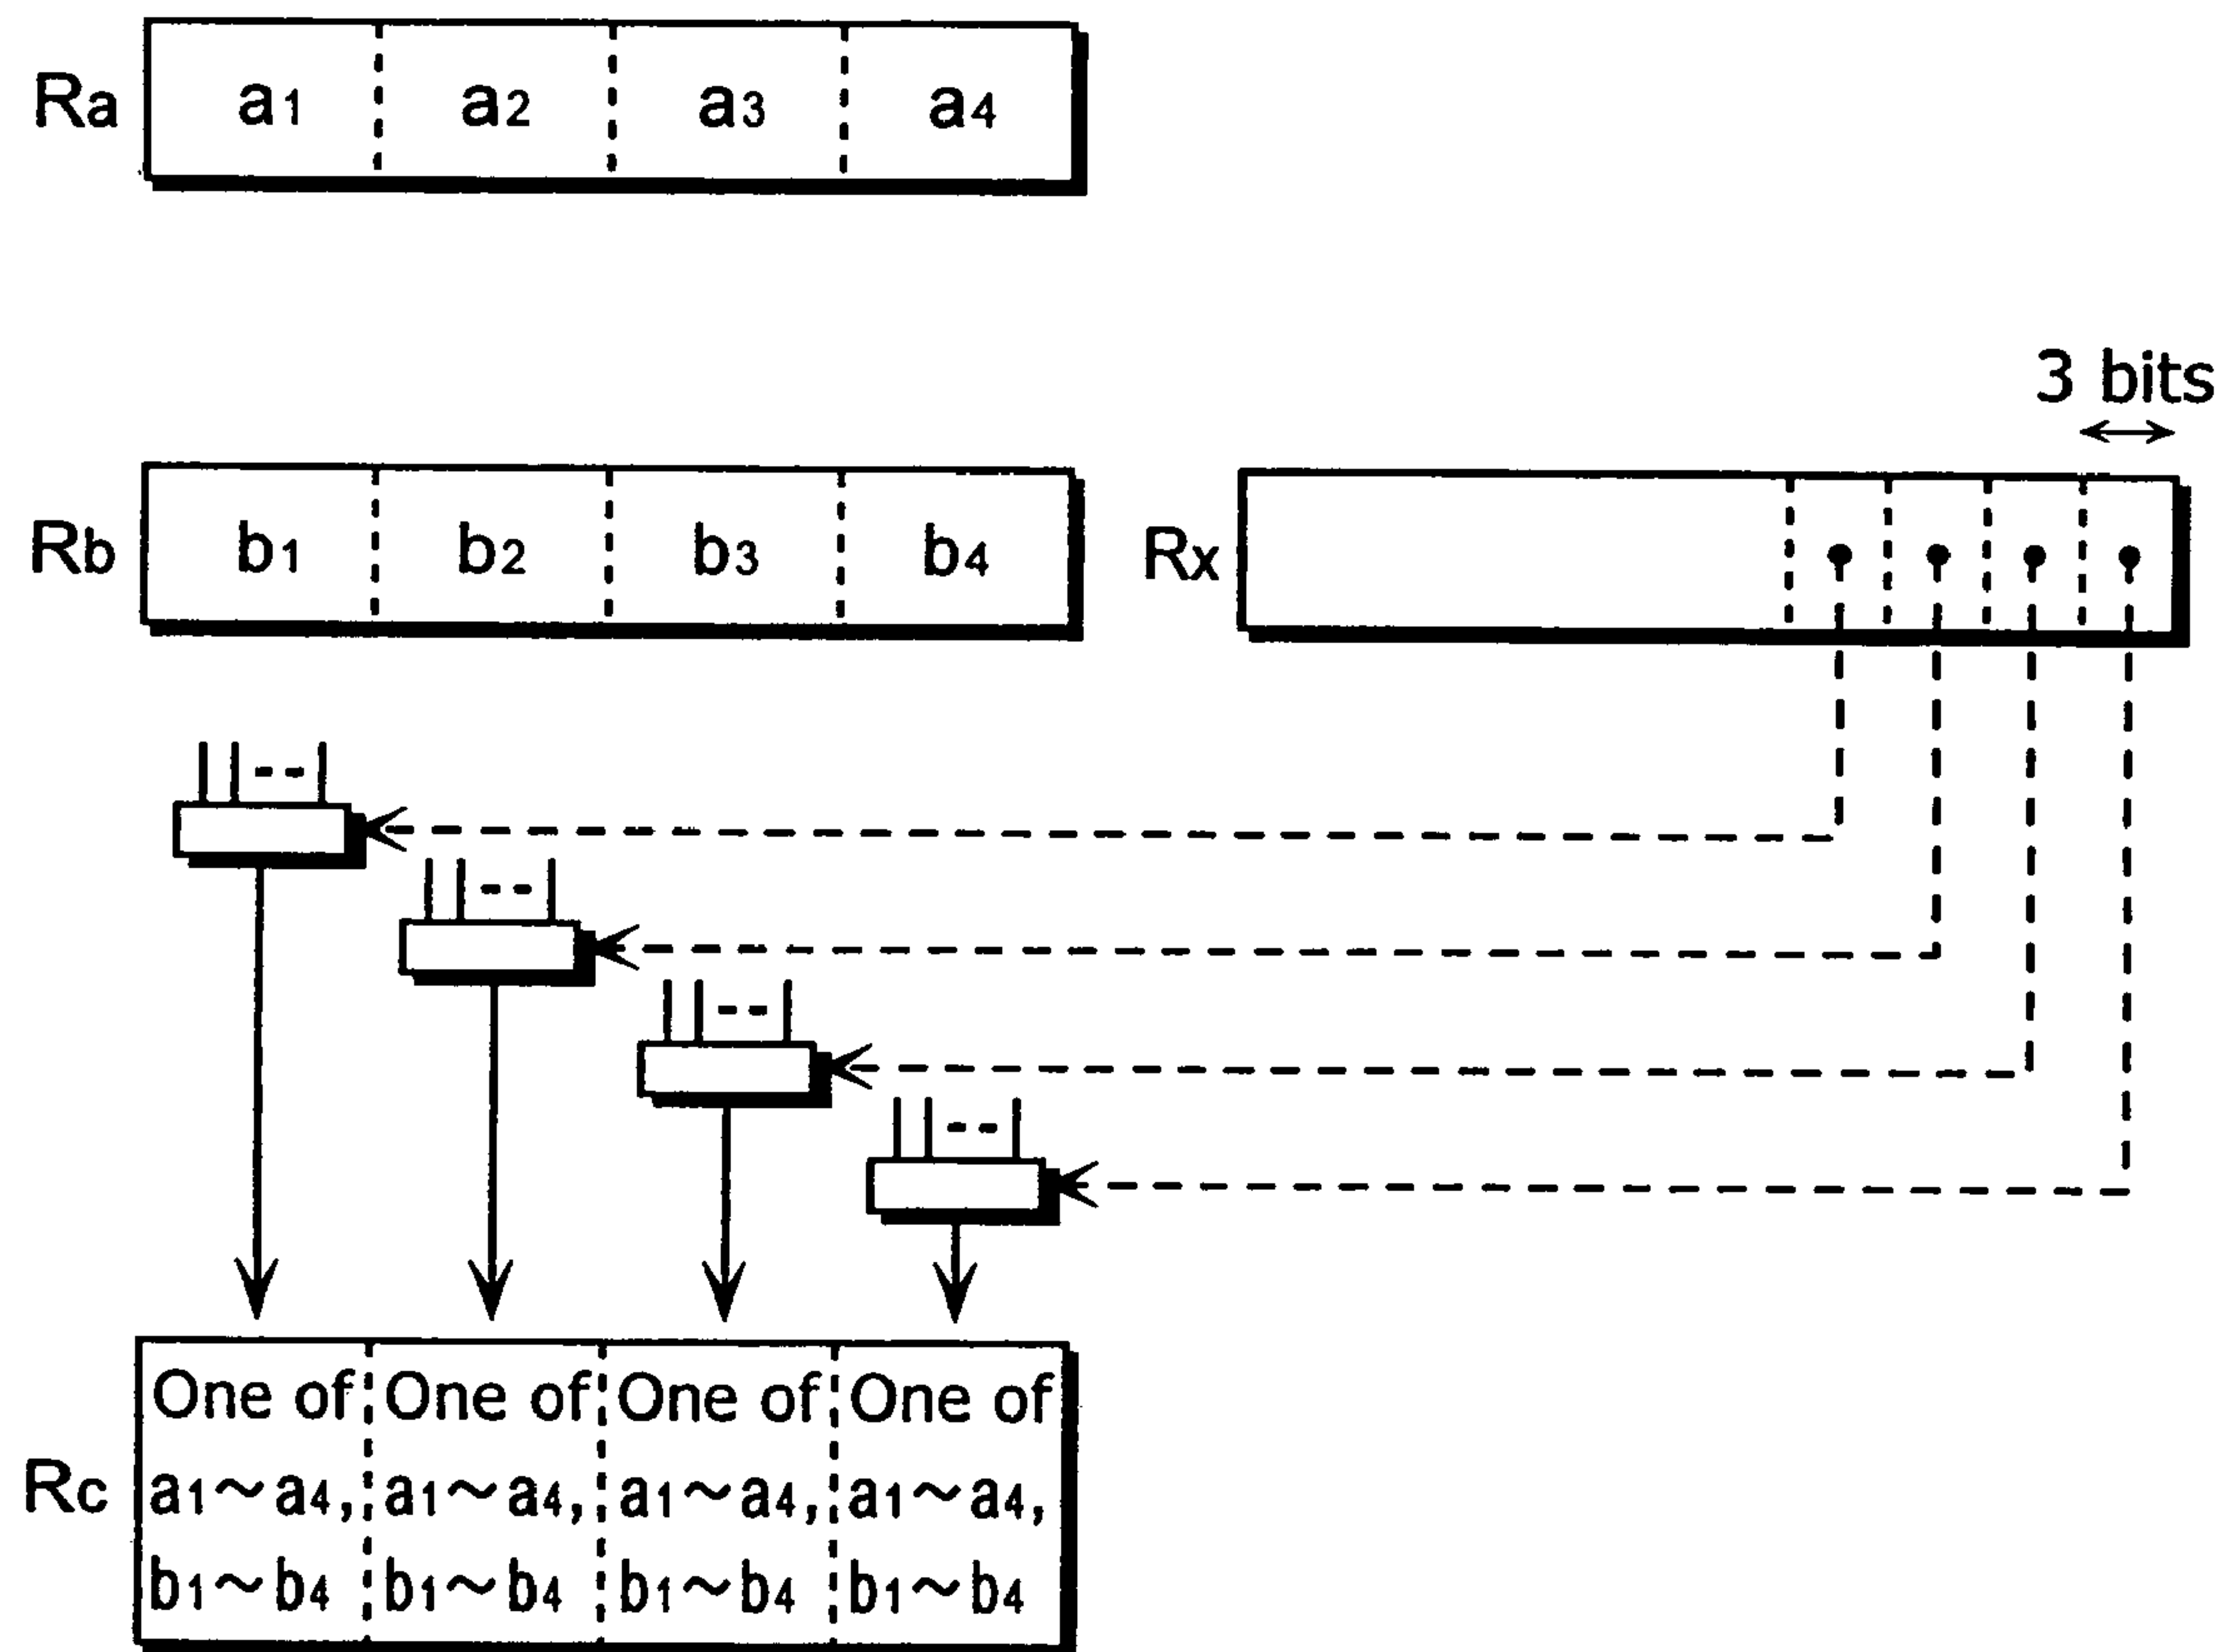 Ra a1 a2 a3 a4
3 bits
Rb b1 b2 b3 b4 Rx
One of One of One of One of
Rc a1~a4, a1~a4, a1~a4, a1~a4,
b1~b4 b1~b4 b1~b4 b1~b4